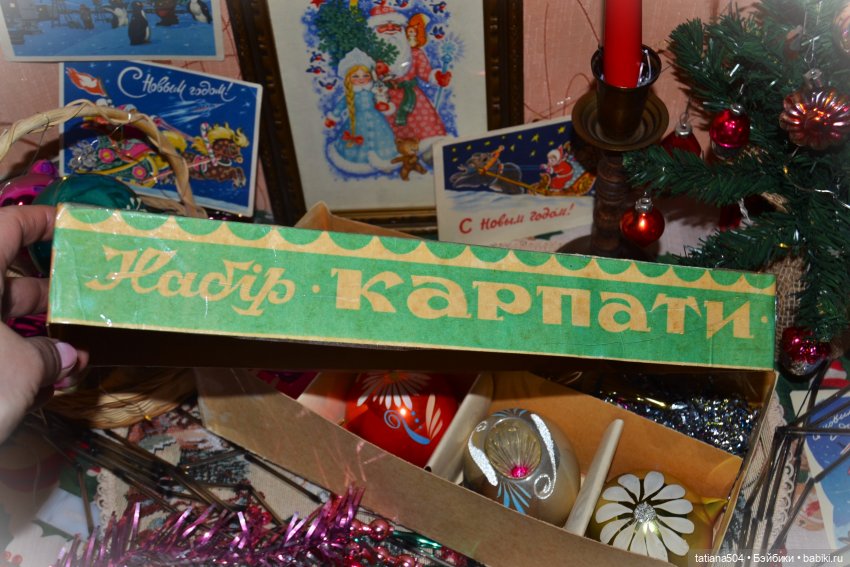 С Новым годом!
С Новым годом!
Набір · КАРПАТИ ·
tatiana504 • Бэйбики • babiki.ru